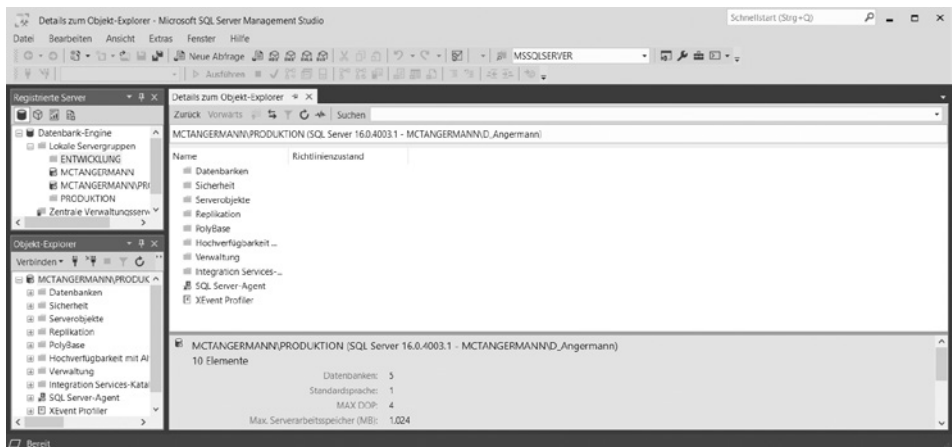 Details zum Objekt-Explorer - Microsoft SQL Server Management Studio
Schnellstart (Strg+Q)
Datei Bearbeiten Ansicht Extras Fenster Hilfe
Neue Abfrage MSSQLSERVER
Ausführen
Registrierte Server
Datenbank-Engine
Lokale Servergruppen
ENTWICKLUNG
MCTANGERMANN
MCTANGERMANN\PR
PRODUKTION
Zentrale Verwaltungsserv
Objekt-Explorer
Verbinden
MCTANGERMANN\PRODUK
Datenbanken
Sicherheit
Serverobjekte
Replikation
PolyBase
Hochverfügbarkeit mit Al
Verwaltung
Integration Services-Katal
SQL Server-Agent
XEvent Profiler
Details zum Objekt-Explorer
Zurück Vorwärts Suchen
MCTANGERMANN\PRODUKTION (SQL Server 16.0.4003.1 - MCTANGERMANN\D_Angermann)
Name Richtlinienzustand
Datenbanken
Sicherheit
Serverobjekte
Replikation
PolyBase
Hochverfügbarkeit ...
Verwaltung
Integration Services-...
SQL Server-Agent
XEvent Profiler
MCTANGERMANN\PRODUKTION (SQL Server 16.0.4003.1 - MCTANGERMANN\D_Angermann)
10 Elemente
Datenbanken: 5
Standardsprache: 1
MAX DOP: 4
Max. Serverarbeitsspeicher (MB): 1.024
Bereit